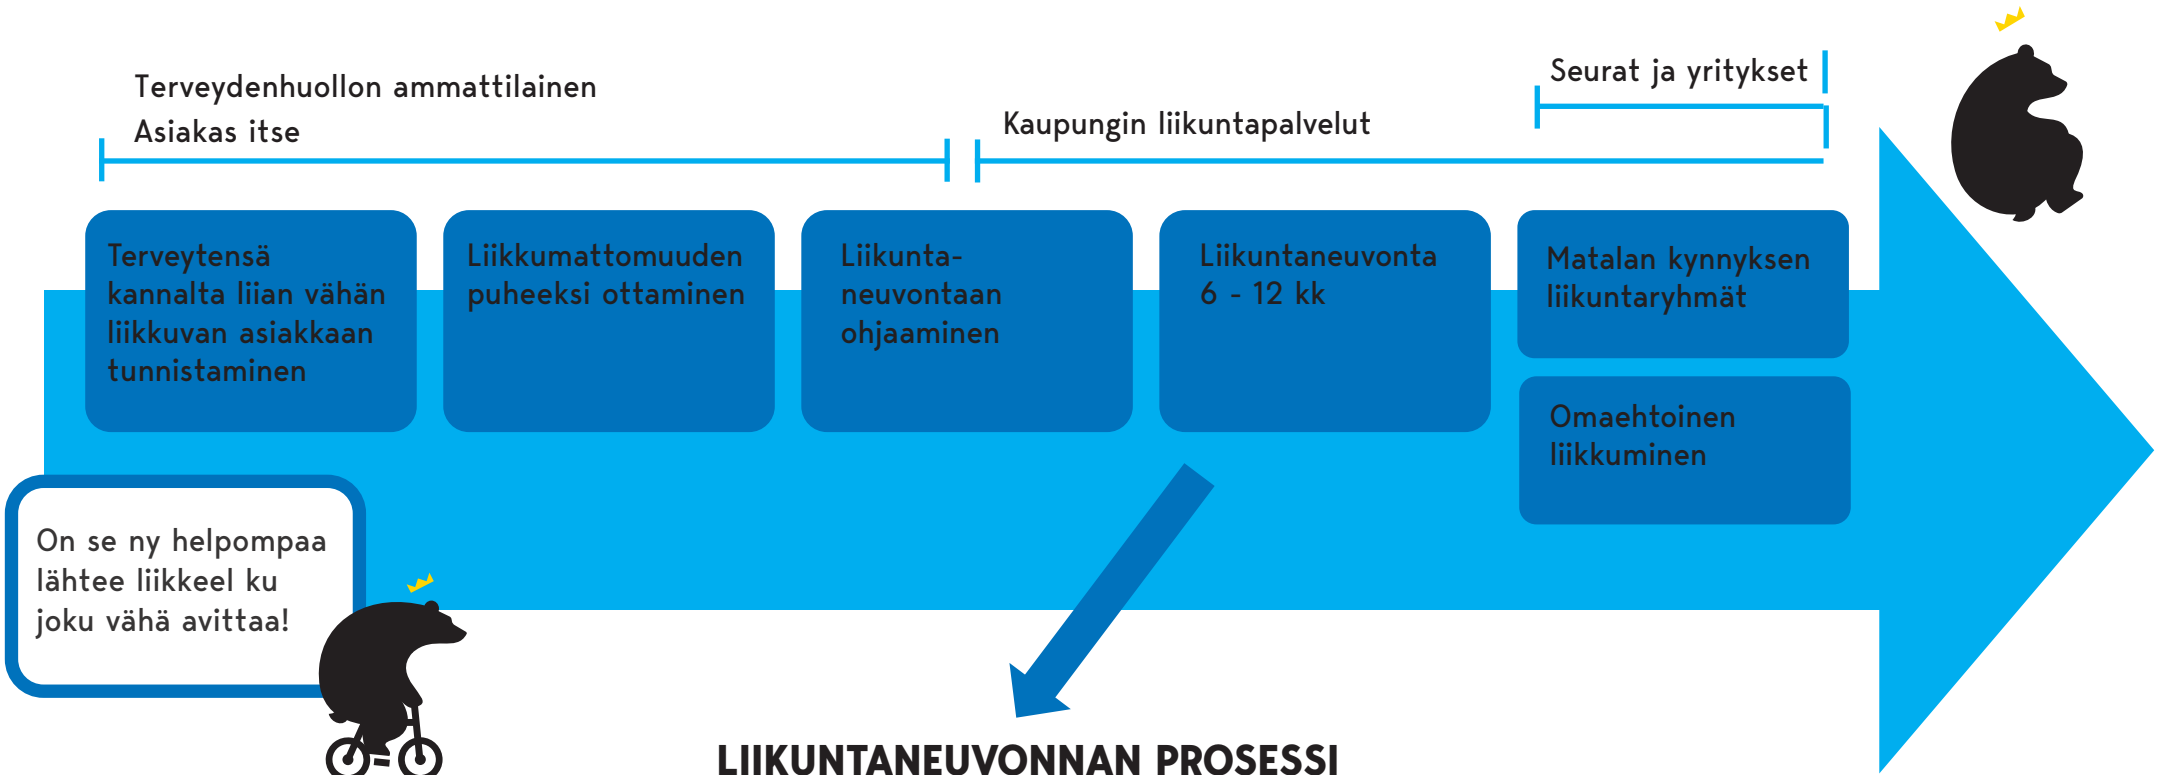 Terveydenhuollon ammattilainen
Asiakas itse
Kaupungin liikuntapalvelut
Seurat ja yritykset
Terveytensä
kannalta liian vähän
liikkuvan asiakkaan
tunnistaminen
Liikkumattomuuden
puheeksi ottaminen
Liikunta-
neuvontaan
ohjaaminen
Liikuntaneuvonta
6 - 12 kk
Matalan kynnyksen
liikuntaryhmät
Omaehtoinen
liikkuminen
On se ny helpompaa
lähtee liikkeel ku
joku vähä avittaa!
LIIKUNTANEUVONNAN PROSESSI